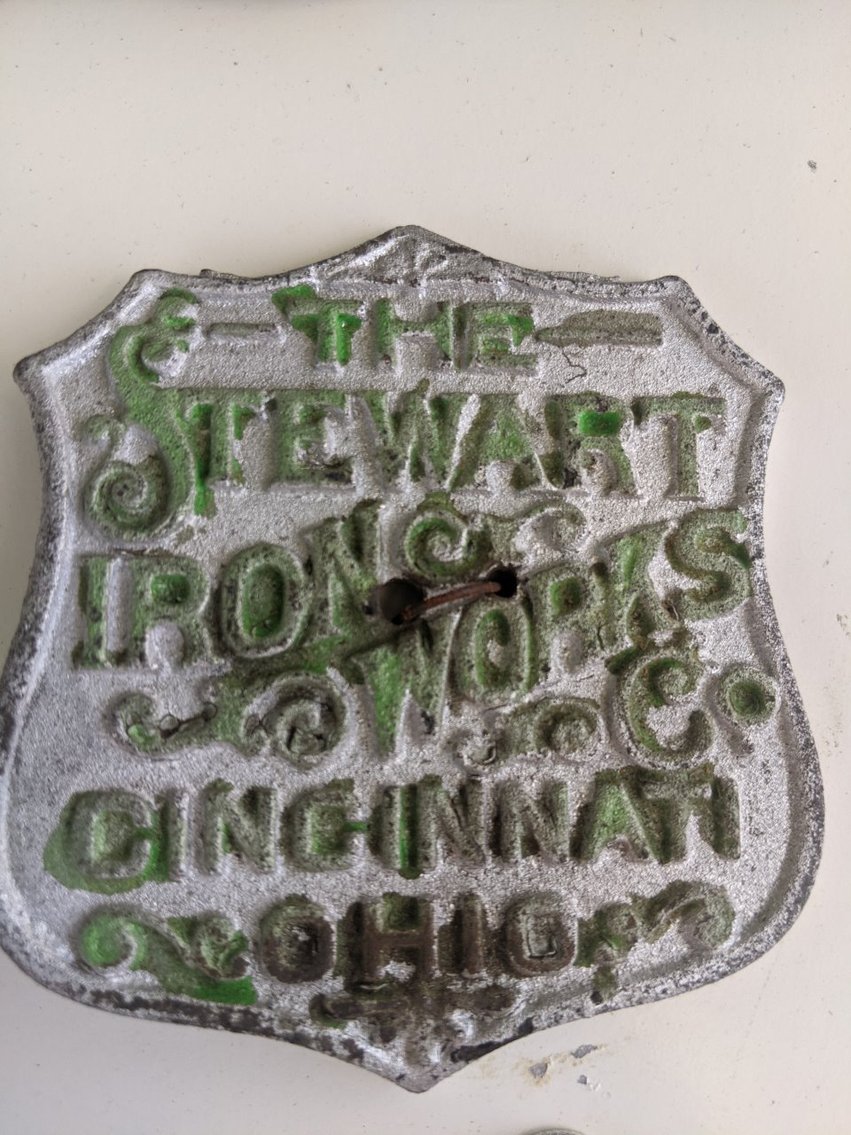 THE
STEWART
IRON WORKS
Co
CINCINNATI
OHIO